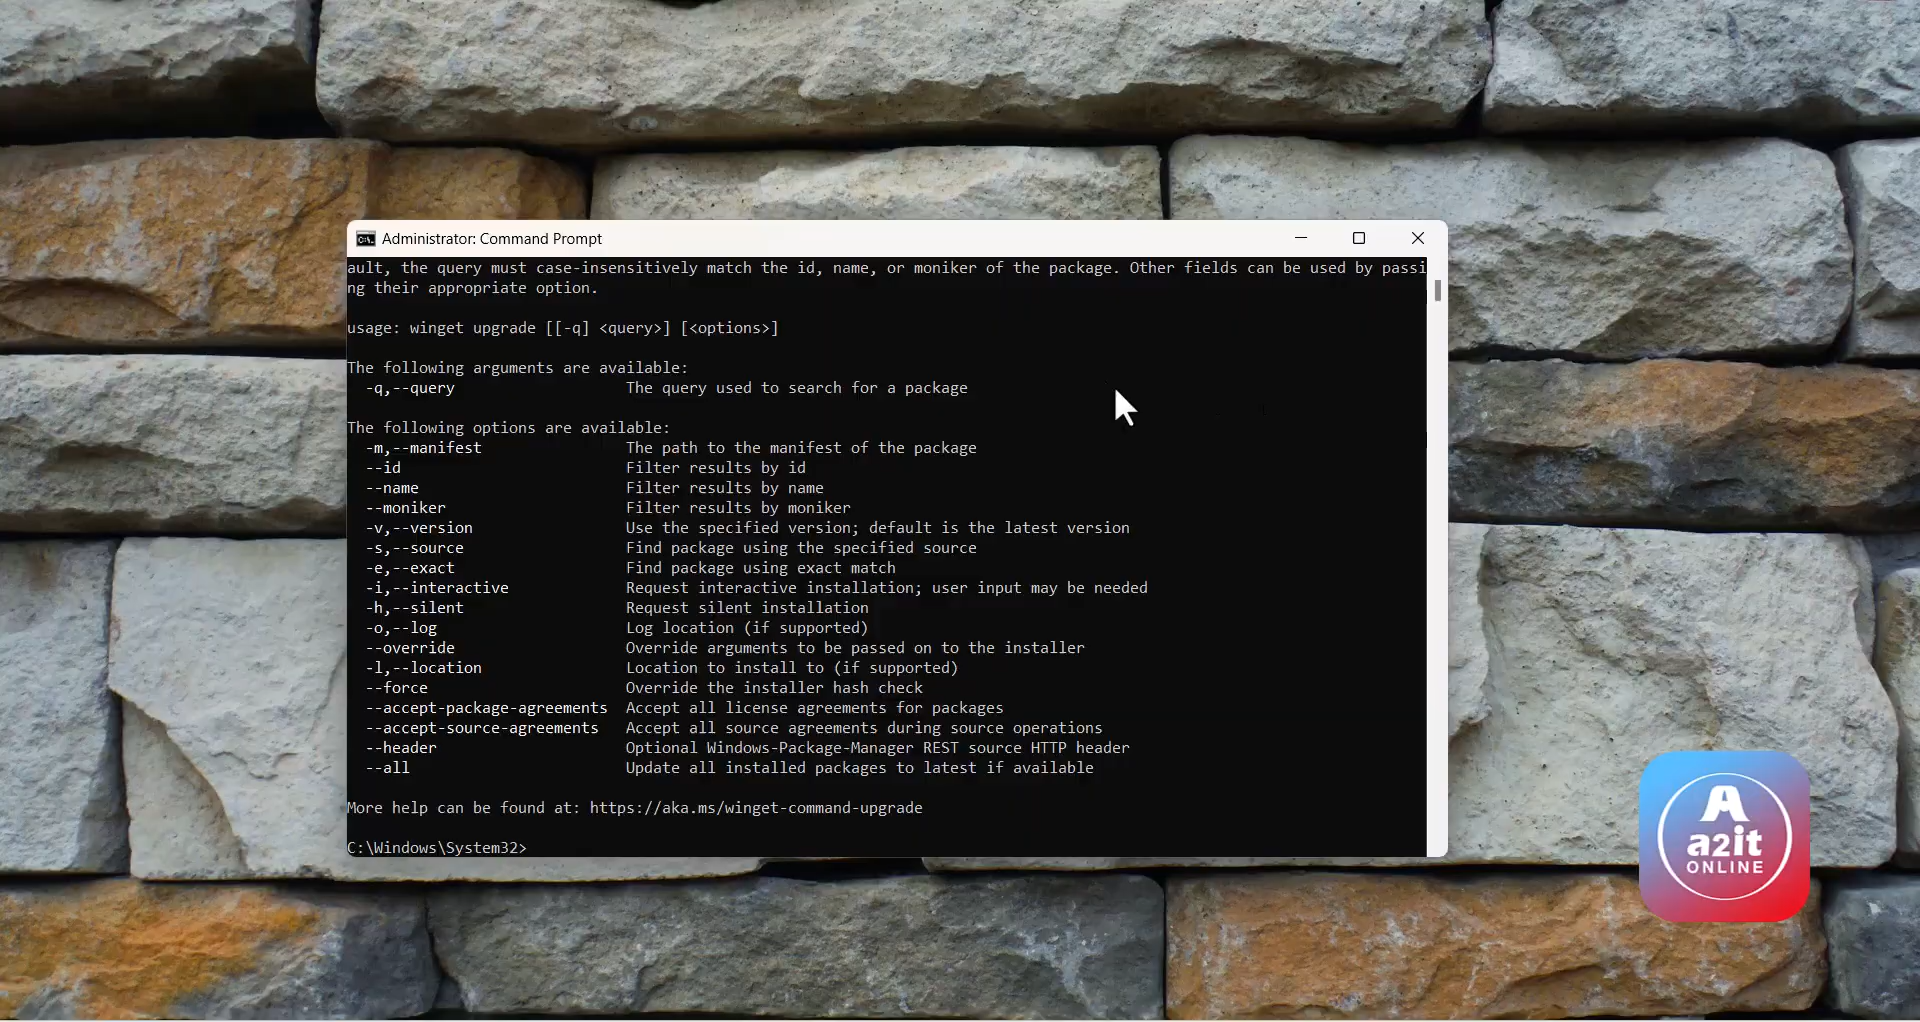 Administrator: Command Prompt
ault, the query must case-insensitively match the id, name, or moniker of the package. Other fields can be used by passi
ng their appropriate option.
usage: winget upgrade [[-q] <query>] [<options>]
The following arguments are available:
-q,--query The query used to search for a package
The following options are available:
-m,--manifest The path to the manifest of the package
--id Filter results by id
--name Filter results by name
--moniker Filter results by moniker
-v,--version Use the specified version; default is the latest version
-s,--source Find package using the specified source
-e,--exact Find package using exact match
-i,--interactive Request interactive installation; user input may be needed
-h,--silent Request silent installation
-o,--log Log location (if supported)
--override Override arguments to be passed on to the installer
-l,--location Location to install to (if supported)
--force Override the installer hash check
--accept-package-agreements Accept all license agreements for packages
--accept-source-agreements Accept all source agreements during source operations
--header Optional Windows-Package-Manager REST source HTTP header
--all Update all installed packages to latest if available
More help can be found at: https://aka.ms/winget-command-upgrade
C:\Windows\System32>
A
a2it
ONLINE